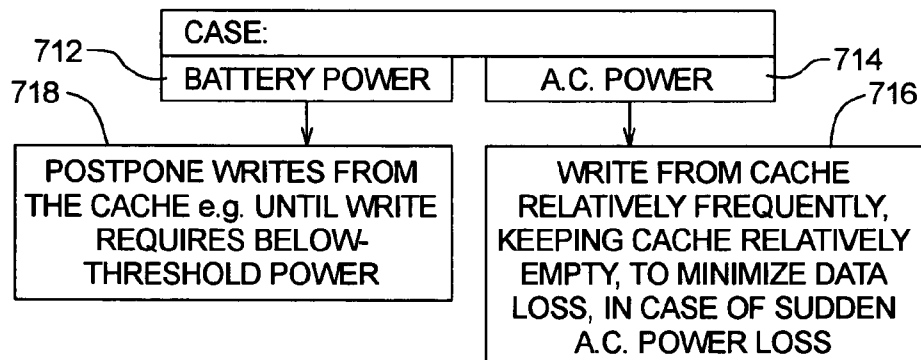 CASE:
712
BATTERY POWER
A.C. POWER
714
718
716
POSTPONE WRITES FROM
THE CACHE e.g. UNTIL WRITE
REQUIRES BELOW-
THRESHOLD POWER
WRITE FROM CACHE
RELATIVELY FREQUENTLY,
KEEPING CACHE RELATIVELY
EMPTY, TO MINIMIZE DATA
LOSS, IN CASE OF SUDDEN
A.C. POWER LOSS